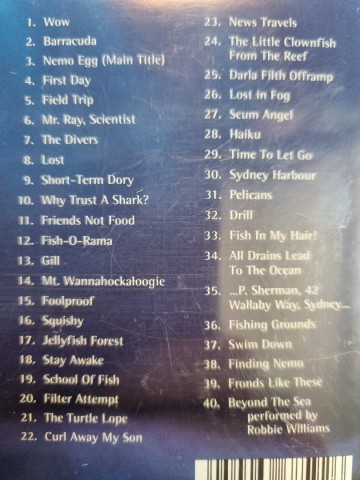 1. Wow
2. Barracuda
3. Nemo Egg (Main Title)
4. First Day
5. Field Trip
6. Mr. Ray, Scientist
7. The Divers
8. Lost
9. Short-Term Dory
10. Why Trust A Shark?
11. Friends Not Food
12. Fish-O-Rama
13. Gill
14. Mt. Wannahockaloogie
15. Foolproof
16. Squishy
17. Jellyfish Forest
18. Stay Awake
19. School Of Fish
20. Filter Attempt
21. The Turtle Lope
22. Curl Away My Son
23. News Travels
24. The Little Clownfish
From The Reef
25. Darla Filth Offramp
26. Lost in Fog
27. Scum Angel
28. Haiku
29. Time To Let Go
30. Sydney Harbour
31. Pelicans
32. Drill
33. Fish In My Hair!
34. All Drains Lead
To The Ocean
35. ...P. Sherman, 42
Wallaby Way, Sydney...
36. Fishing Grounds
37. Swim Down
38. Finding Nemo
39. Fronds Like These
40. Beyond The Sea
performed by
Robbie Williams